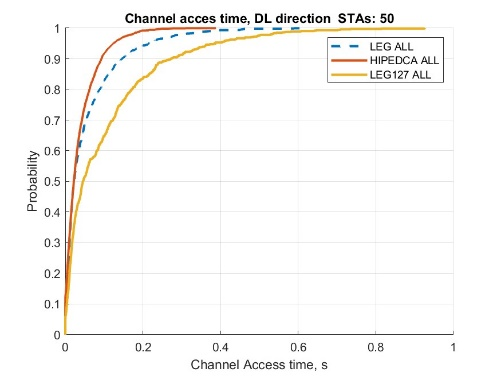 Channel acces time, DL direction  STAs: 50
LEG ALL
HIPEDCA ALL
LEG127 ALL
Probability
1
0.9
0.8
0.7
0.6
0.5
0.4
0.3
0.2
0.1
0
0 0.2 0.4 0.6 0.8 1
Channel Access time, s